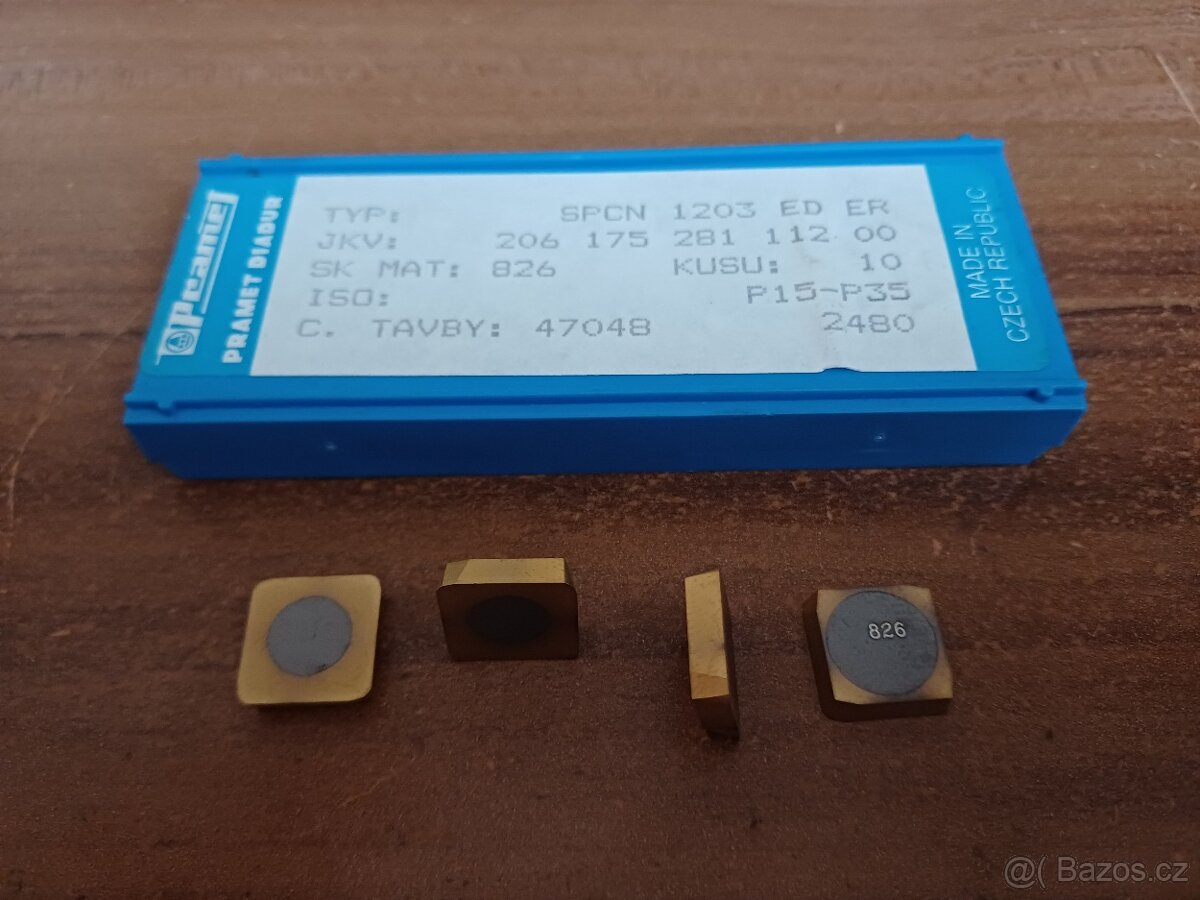 Pramet
PRAMET DIADUR
TYP: SPCN 1203 ED ER
JKV: 206 175 281 112 00
SK MAT: 826 KUSU: 10
ISO: P15-P35
C. TAVBY: 47048 2480
MADE IN
CZECH REPUBLIC
826
@( Bazos.cz